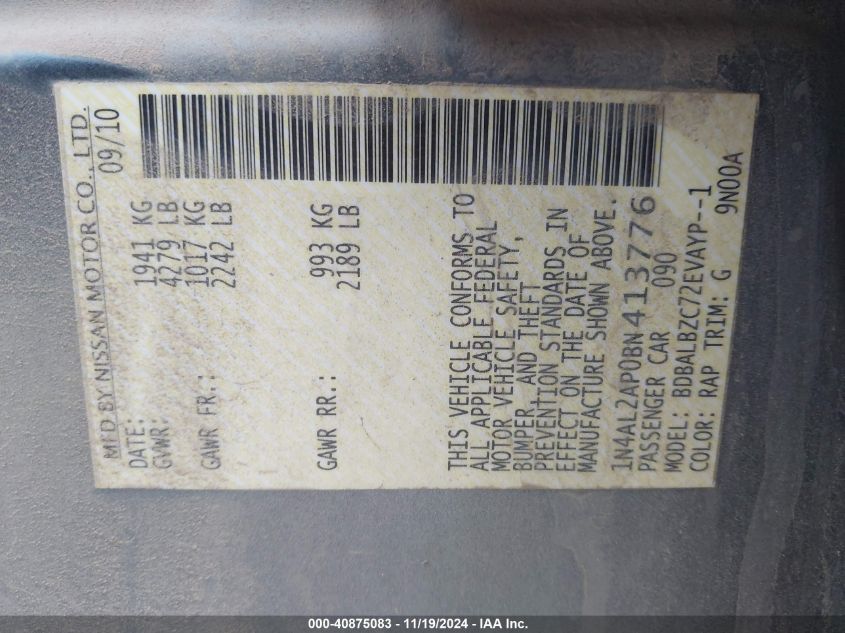 MFD BY NISSAN MOTOR CO., LTD.
DATE: 09/10
GVWR: 1941 KG
4279 LB
GAWR FR.: 1017 KG
2242 LB
GAWR RR.: 993 KG
2189 LB
THIS VEHICLE CONFORMS TO
ALL APPLICABLE FEDERAL
MOTOR VEHICLE SAFETY,
BUMPER, AND THEFT
PREVENTION STANDARDS IN
EFFECT ON THE DATE OF
MANUFACTURE SHOWN ABOVE.
1N4AL2AP0BN413776
PASSENGER CAR 090
MODEL: BDBALBZC72EVAYP--1
COLOR: RAP TRIM: G 9N00A
000-40875083 - 11/19/2024 - IAA Inc.